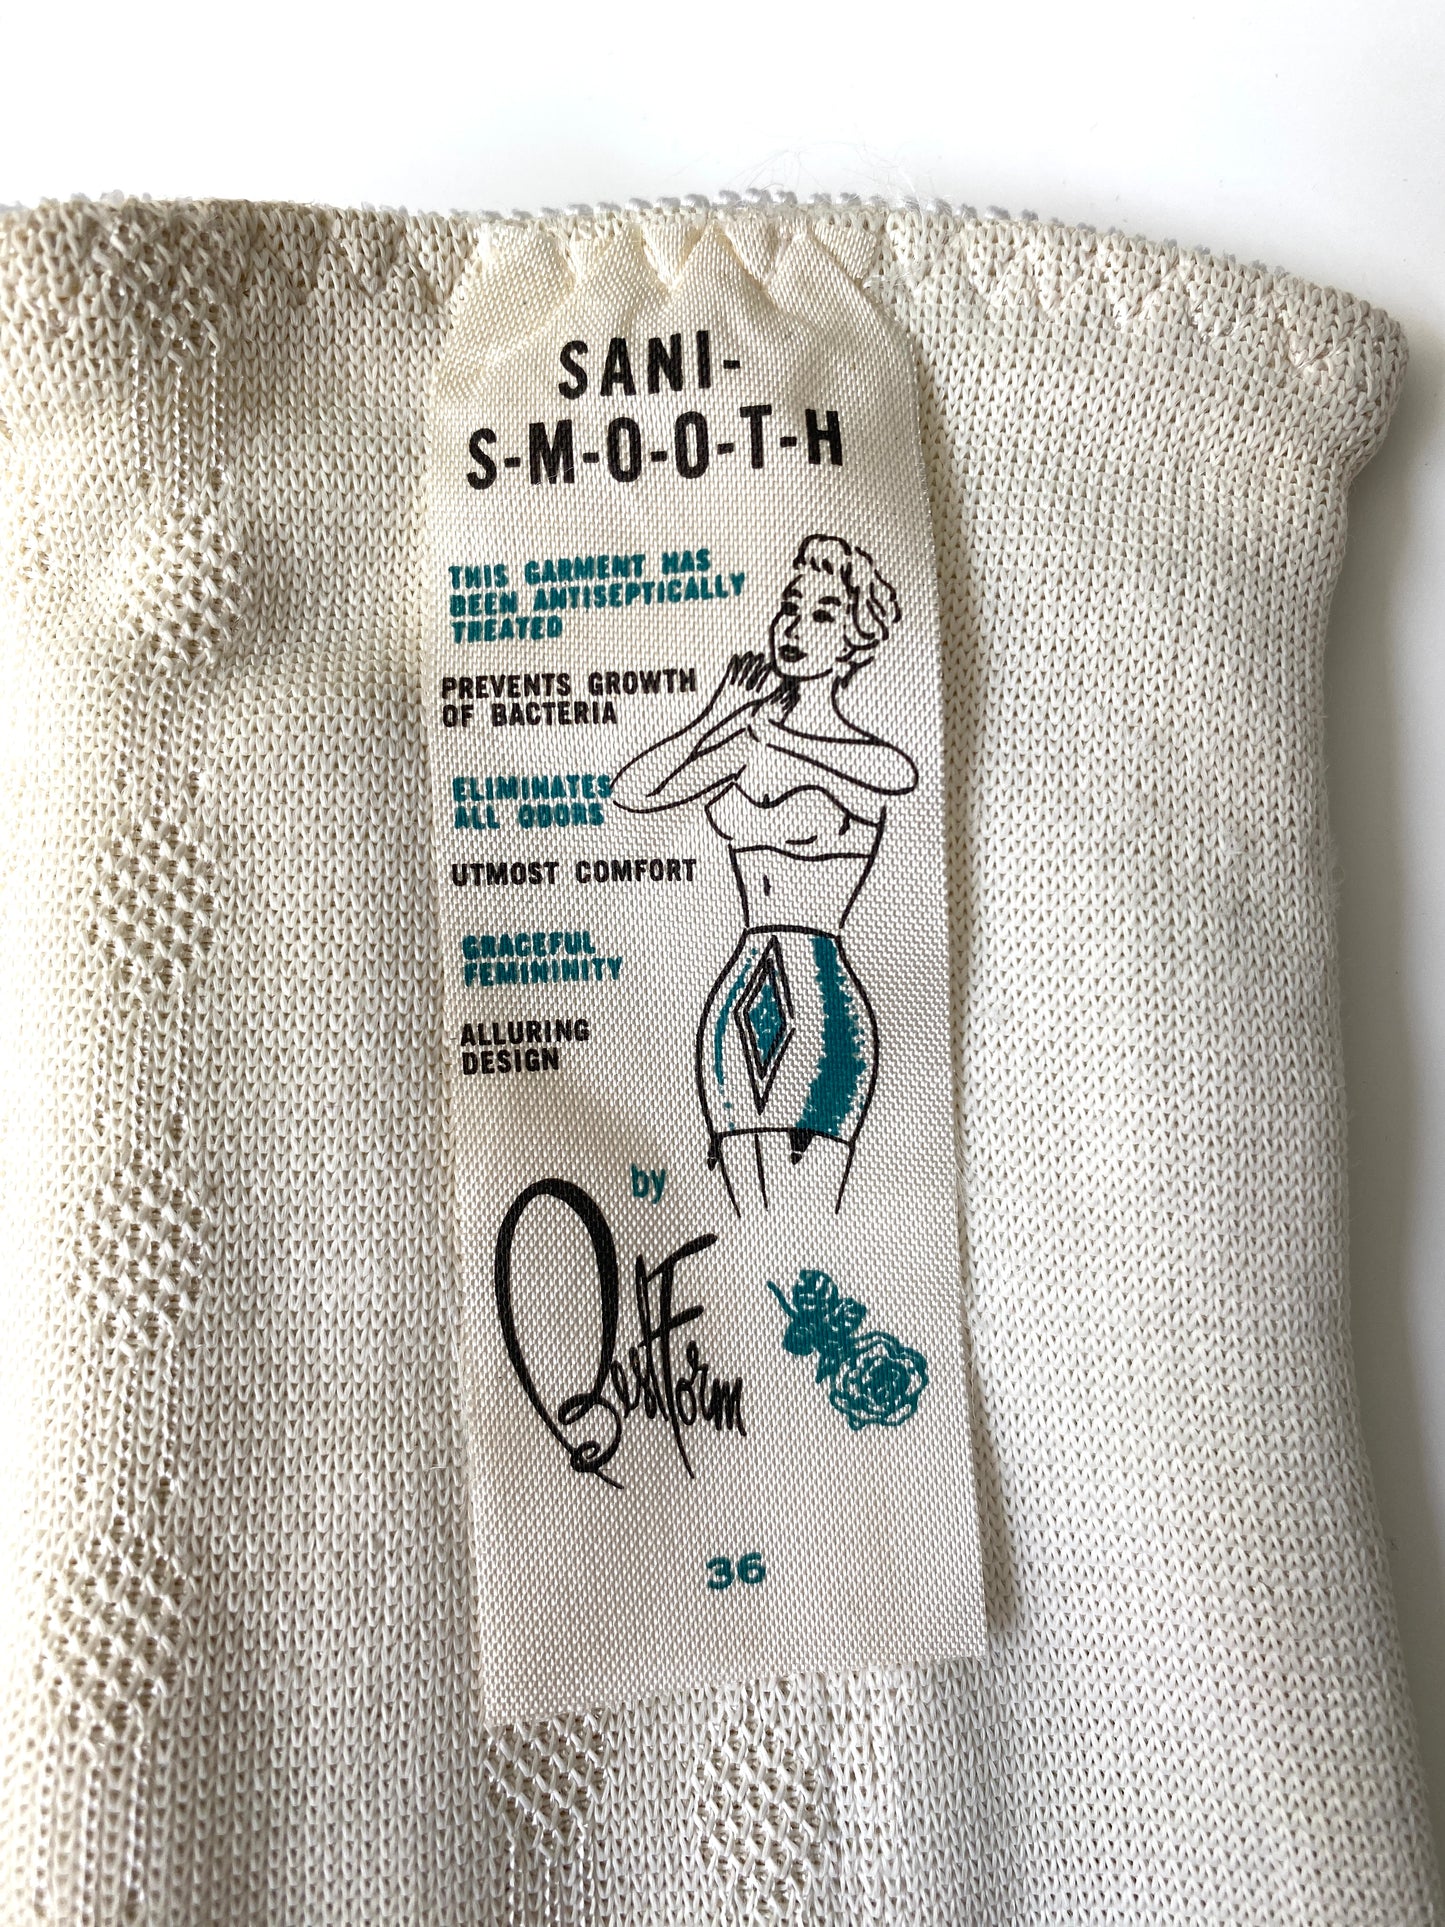 SANI-
S-M-O-O-T-H
THIS GARMENT HAS
BEEN ANTISEPTICALLY
TREATED
PREVENTS GROWTH
OF BACTERIA
ELIMINATES
ALL ODORS
UTMOST COMFORT
GRACEFUL
FEMININITY
ALLURING
DESIGN
by
BestForm
36